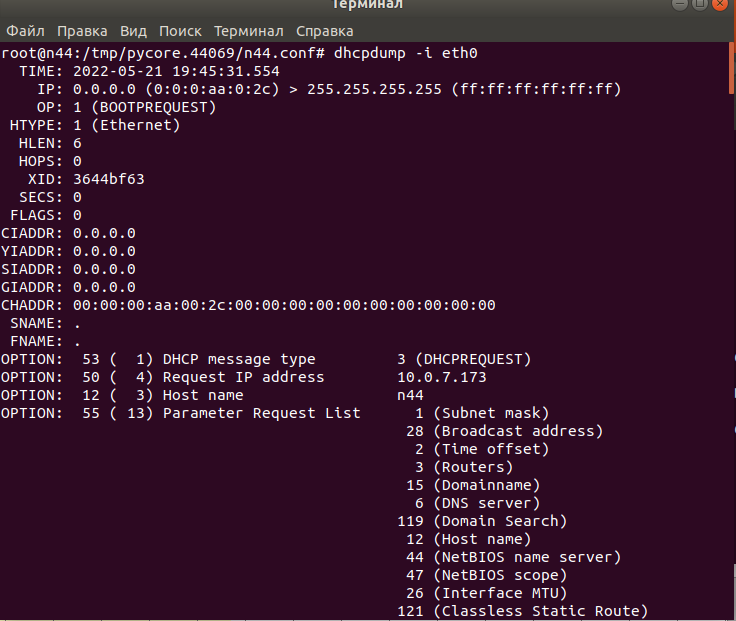 Терминал
Файл Правка Вид Поиск Терминал Справка
root@n44:/tmp/pycore.44069/n44.conf# dhcpdump -i eth0
  TIME: 2022-05-21 19:45:31.554
    IP: 0.0.0.0 (0:0:0:aa:0:2c) > 255.255.255.255 (ff:ff:ff:ff:ff:ff)
    OP: 1 (BOOTPREQUEST)
 HTYPE: 1 (Ethernet)
  HLEN: 6
  HOPS: 0
   XID: 3644bf63
  SECS: 0
 FLAGS: 0
CIADDR: 0.0.0.0
YIADDR: 0.0.0.0
SIADDR: 0.0.0.0
GIADDR: 0.0.0.0
CHADDR: 00:00:00:aa:00:2c:00:00:00:00:00:00:00:00:00:00
 SNAME: .
 FNAME: .
OPTION:  53 (  1) DHCP message type         3 (DHCPREQUEST)
OPTION:  50 (  4) Request IP address        10.0.7.173
OPTION:  12 (  3) Host name                 n44
OPTION:  55 ( 13) Parameter Request List      1 (Subnet mask)
                                             28 (Broadcast address)
                                              2 (Time offset)
                                              3 (Routers)
                                             15 (Domainname)
                                              6 (DNS server)
                                            119 (Domain Search)
                                             12 (Host name)
                                             44 (NetBIOS name server)
                                             47 (NetBIOS scope)
                                             26 (Interface MTU)
                                            121 (Classless Static Route)